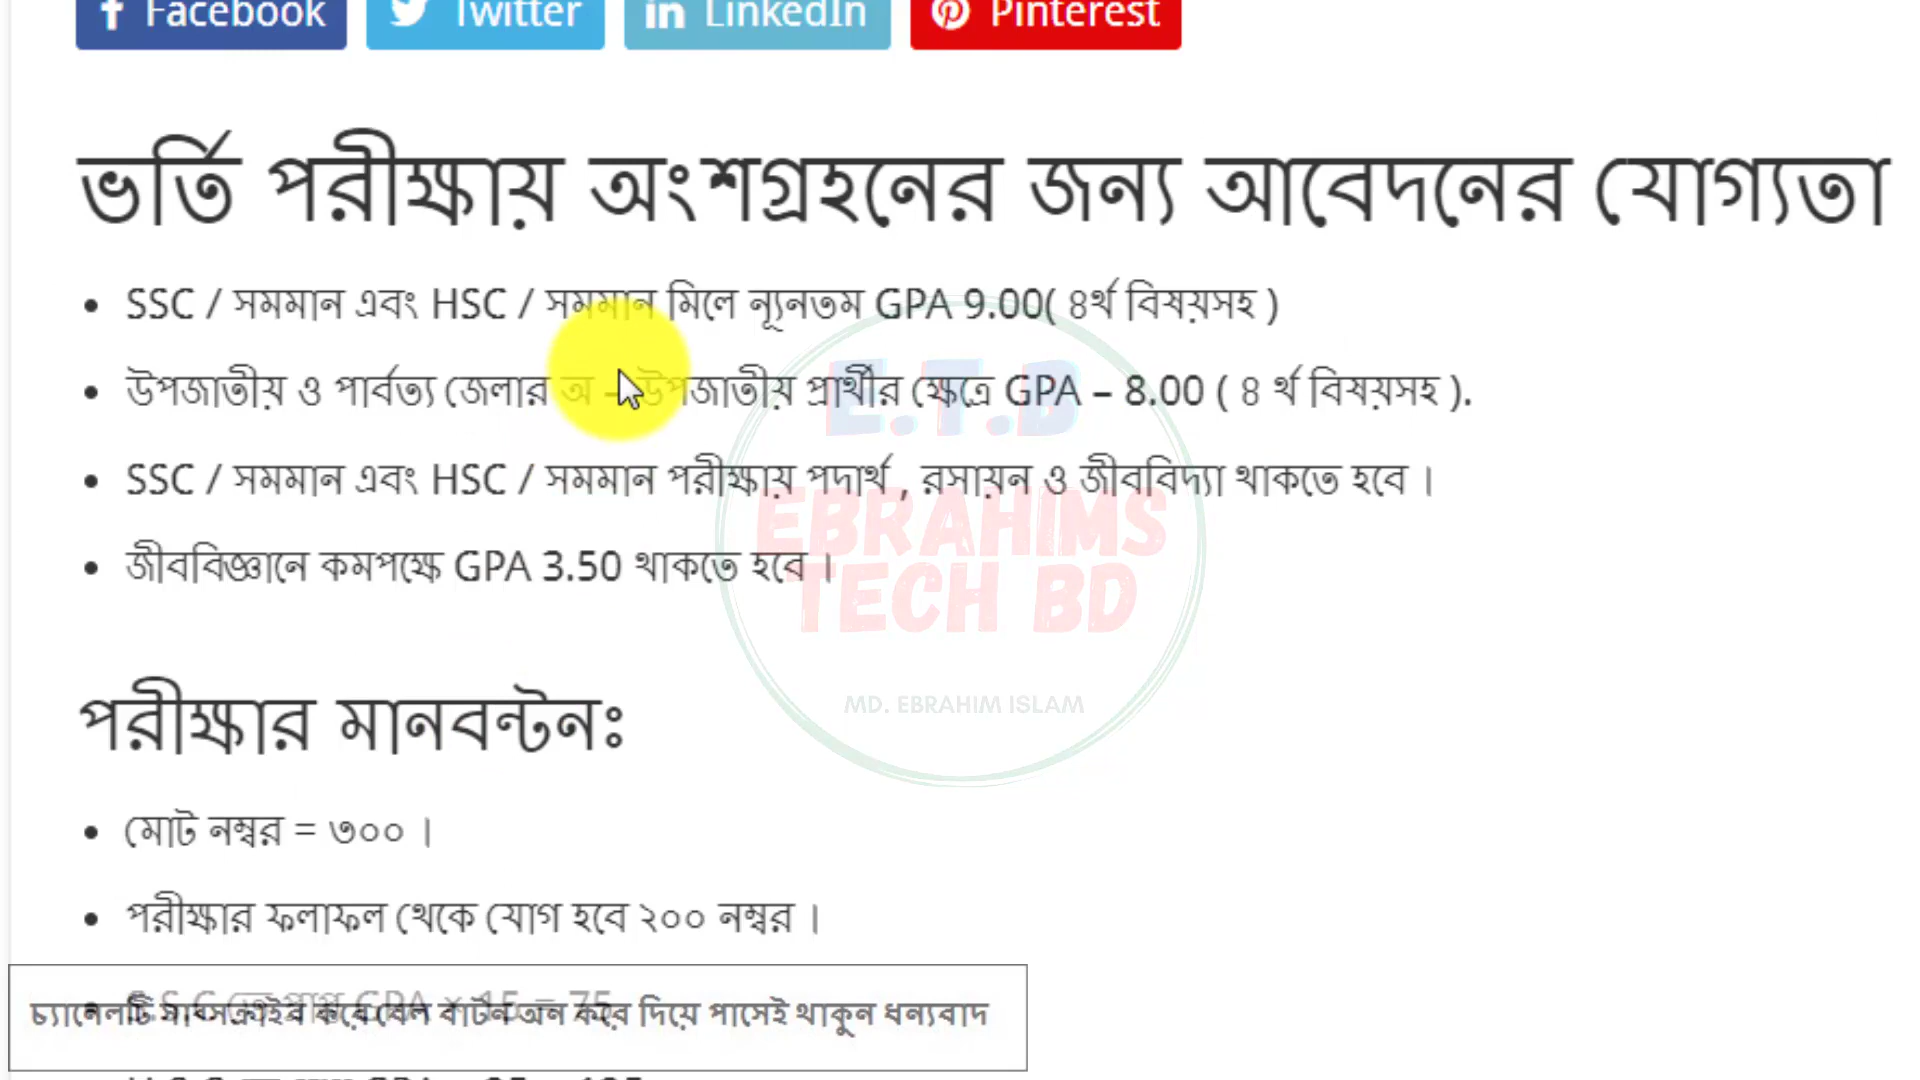 Facebook Twitter LinkedIn Pinterest
ভর্তি পরীক্ষায় অংশগ্রহনের জন্য আবেদনের যোগ্যতা
SSC / সমমান এবং HSC / সমমান মিলে ন্যূনতম GPA 9.00( ৪র্থ বিষয়সহ )
উপজাতীয় ও পার্বত্য জেলার অ – উপজাতীয় প্রার্থীর ক্ষেত্রে GPA – 8.00 ( ৪ র্থ বিষয়সহ ).
SSC / সমমান এবং HSC / সমমান পরীক্ষায় পদার্থ , রসায়ন ও জীববিদ্যা থাকতে হবে ।
জীববিজ্ঞানে কমপক্ষে GPA 3.50 থাকতে হবে ।
E.T.B
EBRAHIMS
TECH BD
MD. EBRAHIM ISLAM
পরীক্ষার মানবন্টনঃ
মোট নম্বর = ৩০০ ।
পরীক্ষার ফলাফল থেকে যোগ হবে ২০০ নম্বর ।
S.S.C তে প্রাপ্ত GPA × 15 = 75
চ্যানেলটি সাবসক্রাইব করে বেল বাটন অন করে দিয়ে পাসেই থাকুন ধন্যবাদ